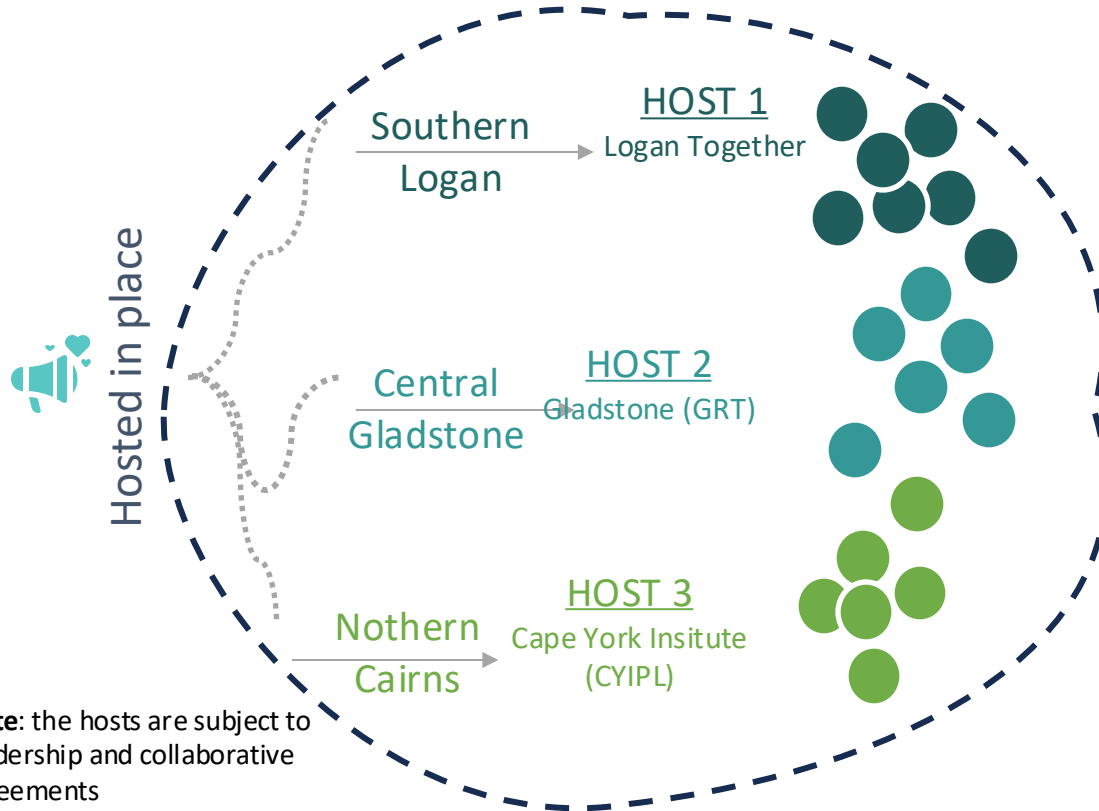 Hosted in place
Southern
Logan
HOST 1
Logan Together
Central
Gladstone
HOST 2
Gladstone (GRT)
Nothern
Cairns
HOST 3
Cape York Insitute
(CYIPL)
te: the hosts are subject to
dership and collaborative
eements